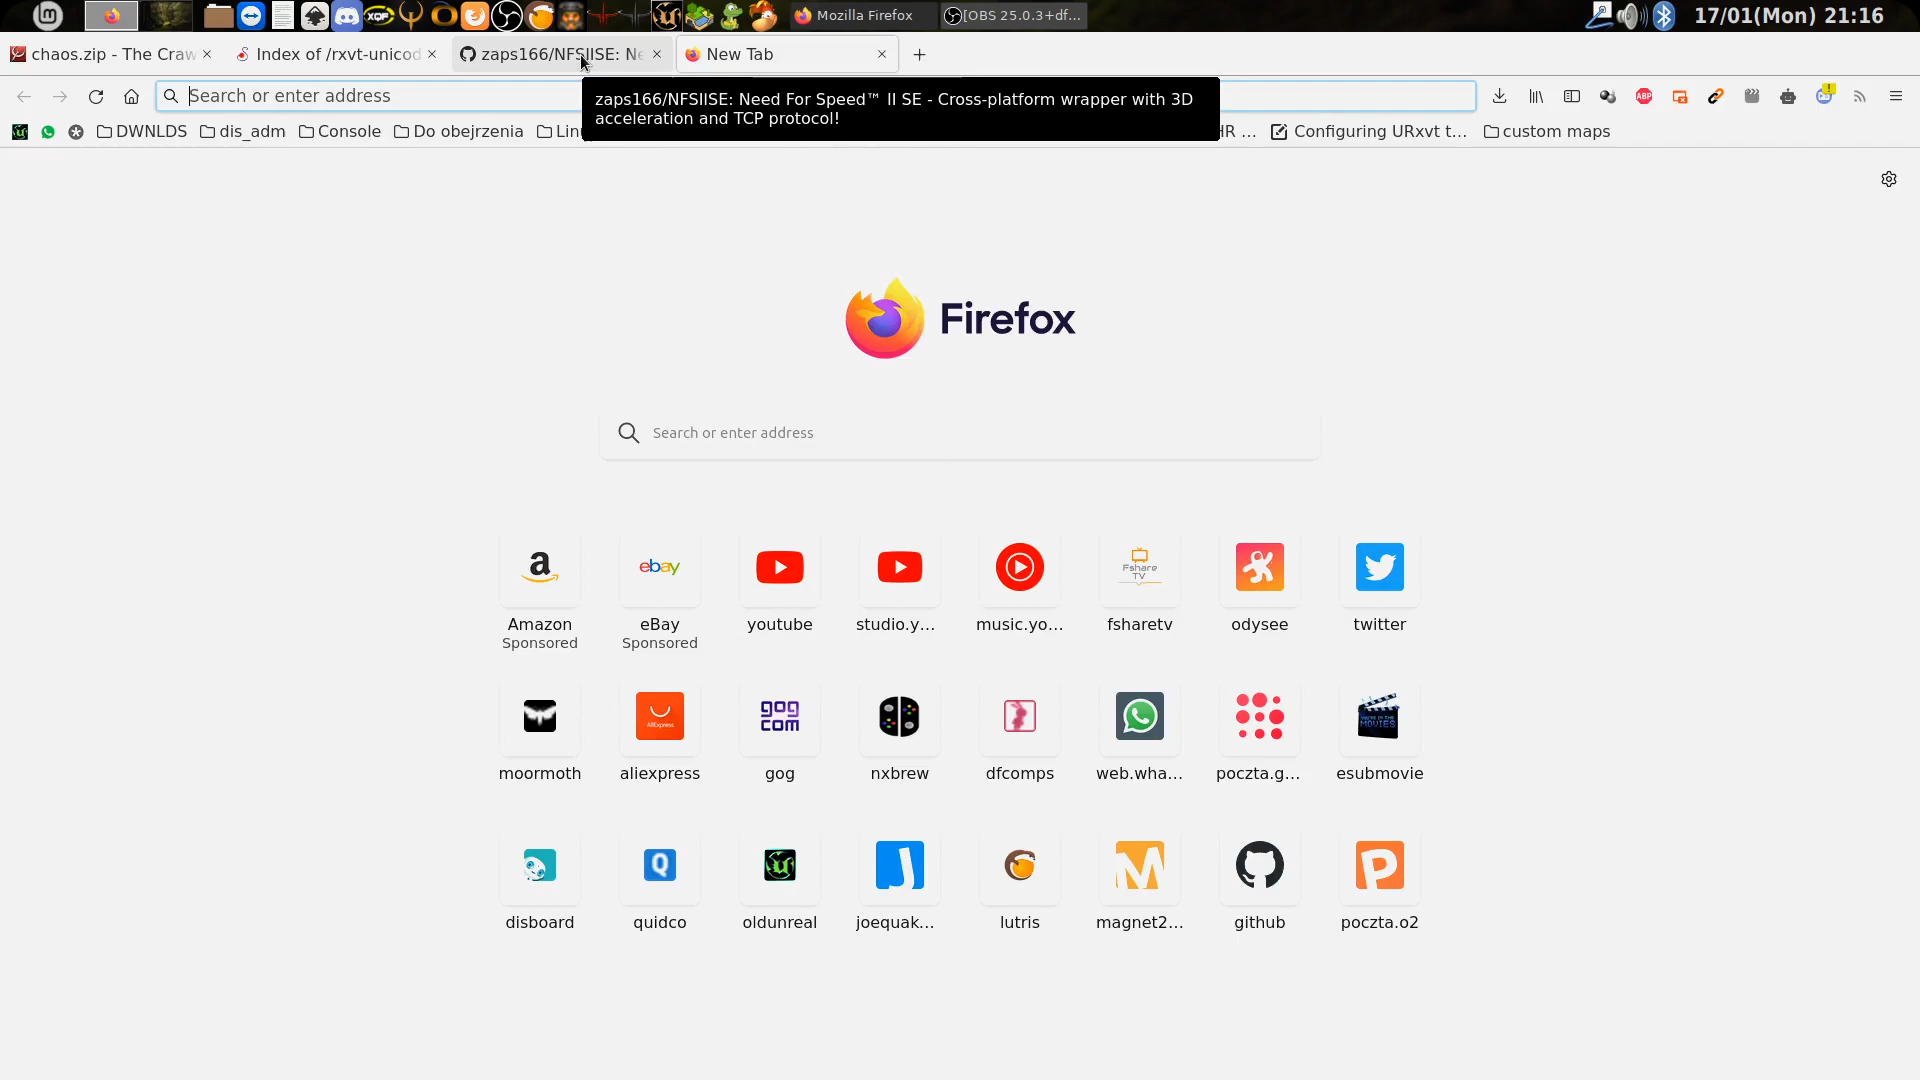 Mozilla Firefox
[OBS 25.0.3+df...
17/01(Mon) 21:16
chaos.zip - The Craw
Index of /rxvt-unicod
zaps166/NFSIISE: Ne
New Tab
Search or enter address
zaps166/NFSIISE: Need For Speed™ II SE - Cross-platform wrapper with 3D
acceleration and TCP protocol!
DWNLDS
dis_adm
Console
Do obejrzenia
Configuring URxvt t...
custom maps
Firefox
Search or enter address
Amazon
Sponsored
eBay
Sponsored
youtube
studio.y...
music.yo...
fsharetv
odysee
twitter
moormoth
aliexpress
gog
nxbrew
dfcomps
web.wha...
poczta.g...
esubmovie
disboard
quidco
oldunreal
joequak...
lutris
magnet2...
github
poczta.o2